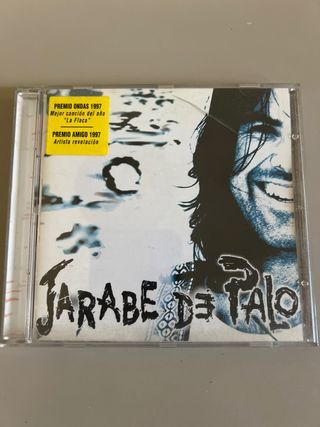 PREMIO ONDAS 1997
Mejor canción del año
"La Flaca"
PREMIO AMIGO 1997
Artista revelación
JARABE DE PALO